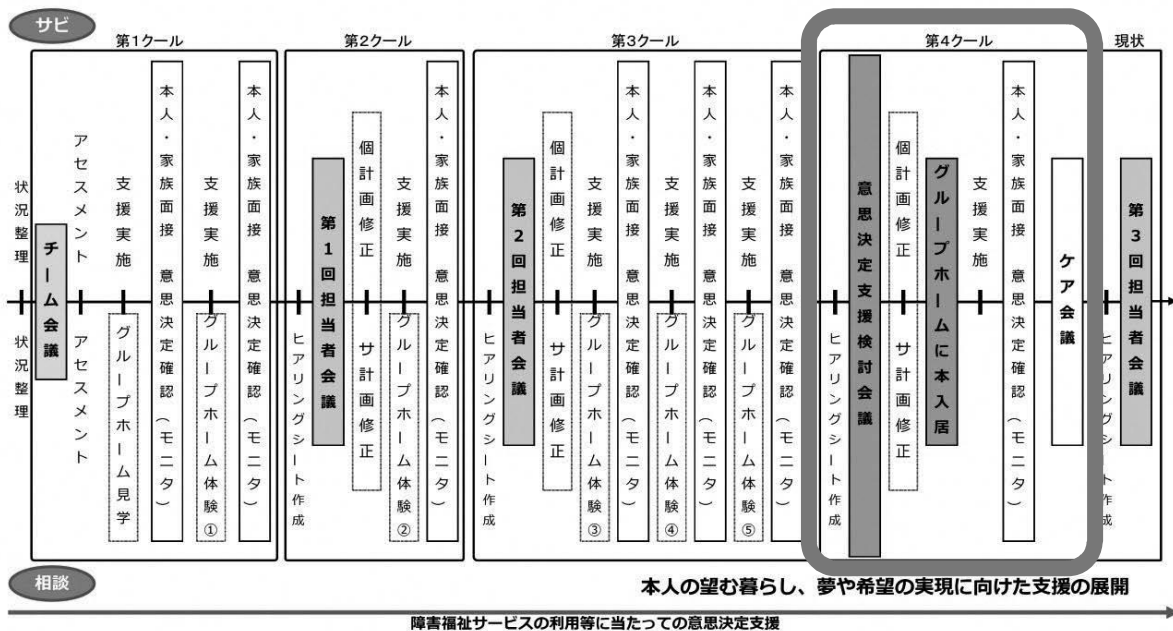 サビ
第1クール
第2クール
第3クール
第4クール
現状
状況整理
状況整理
チーム会議
アセスメント
アセスメント
支援実施
グループホーム見学
本人・家族面接 意思決定確認（モニタ）
支援実施
グループホーム体験①
本人・家族面接 意思決定確認（モニタ）
ヒアリングシート作成
第1回担当者会議
個計画修正
サ計画修正
支援実施
グループホーム体験②
本人・家族面接 意思決定確認（モニタ）
ヒアリングシート作成
第2回担当者会議
個計画修正
サ計画修正
支援実施
グループホーム体験③
本人・家族面接 意思決定確認（モニタ）
支援実施
グループホーム体験④
本人・家族面接 意思決定確認（モニタ）
支援実施
グループホーム体験⑤
本人・家族面接 意思決定確認（モニタ）
ヒアリングシート作成
意思決定支援検討会議
個計画修正
サ計画修正
グループホームに本入居
支援実施
本人・家族面接 意思決定確認（モニタ）
ケア会議
ヒアリングシート作成
第3回担当者会議
相談
本人の望む暮らし、夢や希望の実現に向けた支援の展開
障害福祉サービスの利用等に当たっての意思決定支援